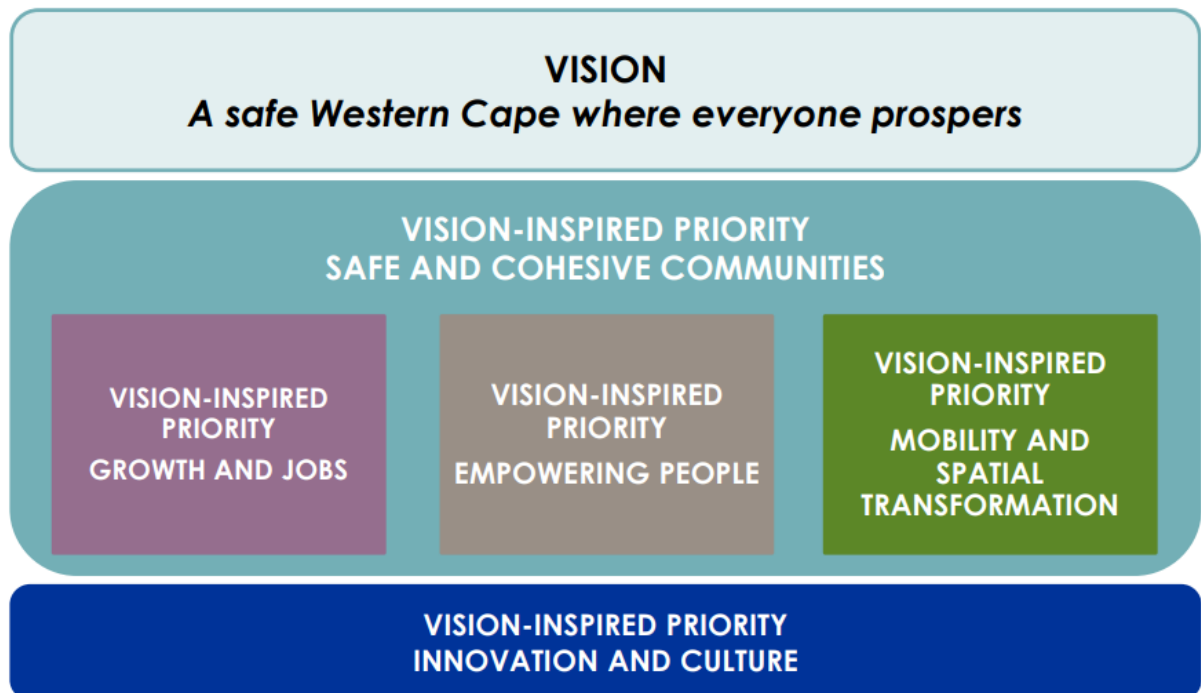 VISION
A safe Western Cape where everyone prospers
VISION-INSPIRED PRIORITY
SAFE AND COHESIVE COMMUNITIES
VISION-INSPIRED
PRIORITY
GROWTH AND JOBS
VISION-INSPIRED
PRIORITY
EMPOWERING PEOPLE
VISION-INSPIRED
PRIORITY
MOBILITY AND
SPATIAL
TRANSFORMATION
VISION-INSPIRED PRIORITY
INNOVATION AND CULTURE